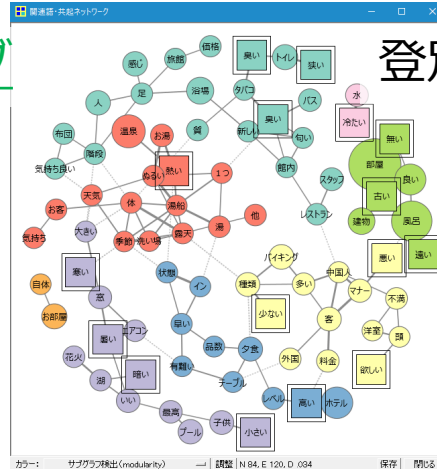 関連語・共起ネットワーク
登別
価格
旅館
感じ
臭い
トイレ
狭い
足
浴場
タバコ
人
水
バス
臭い
質
新しい
冷たい
布団
温泉
お湯
匂い
無い
階段
気持ち良い
部屋
ぬるい
熱い
1つ
館内
良い
スタッフ
天気
古い
お客
体
湯船
他
レストラン
建物
風呂
気持ち
大きい
季節
洗い場
露天
湯
バイキング
悪い
遠い
寒い
状態
中国人
自体
窓
イン
種類
多い
マナー
不満
お部屋
少ない
客
暑い
エアコン
早い
洋室
頭
花火
品数
夕食
外国
料金
欲しい
湖
暗い
有難い
テーブル
いい
レベル
高い
ホテル
最高
子供
プール
小さい
カラー: サブグラフ検出(modularity) 調整 N 84, E 120, D .034 保存 閉じる